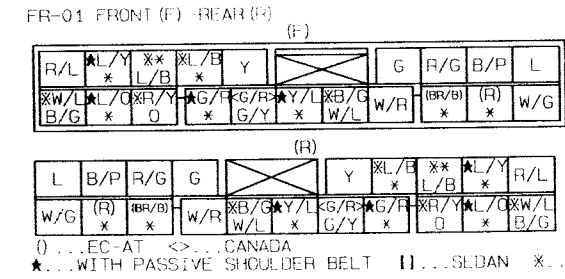 FR-01 FRONT (F) REAR (R)
(F)
R/L ★L/Y * ※* L/B ※L/B * Y G R/G B/P L
※W/L B/G ★L/O * ※R/Y O ★G/R * <G/R> G/Y ★Y/L * ※B/G W/L W/R (BR/B) * (R) * W/G
(R)
L B/P R/G G Y ※L/B * ※* L/B ★L/Y * R/L
W/G (R) * (BR/B) * W/R ※B/G W/L ★Y/L * <G/R> G/Y ★G/R * ※R/Y O ★L/O * ※W/L B/G
()...EC-AT <>...CANADA
★...WITH PASSIVE SHOULDER BELT []...SEDAN ※..